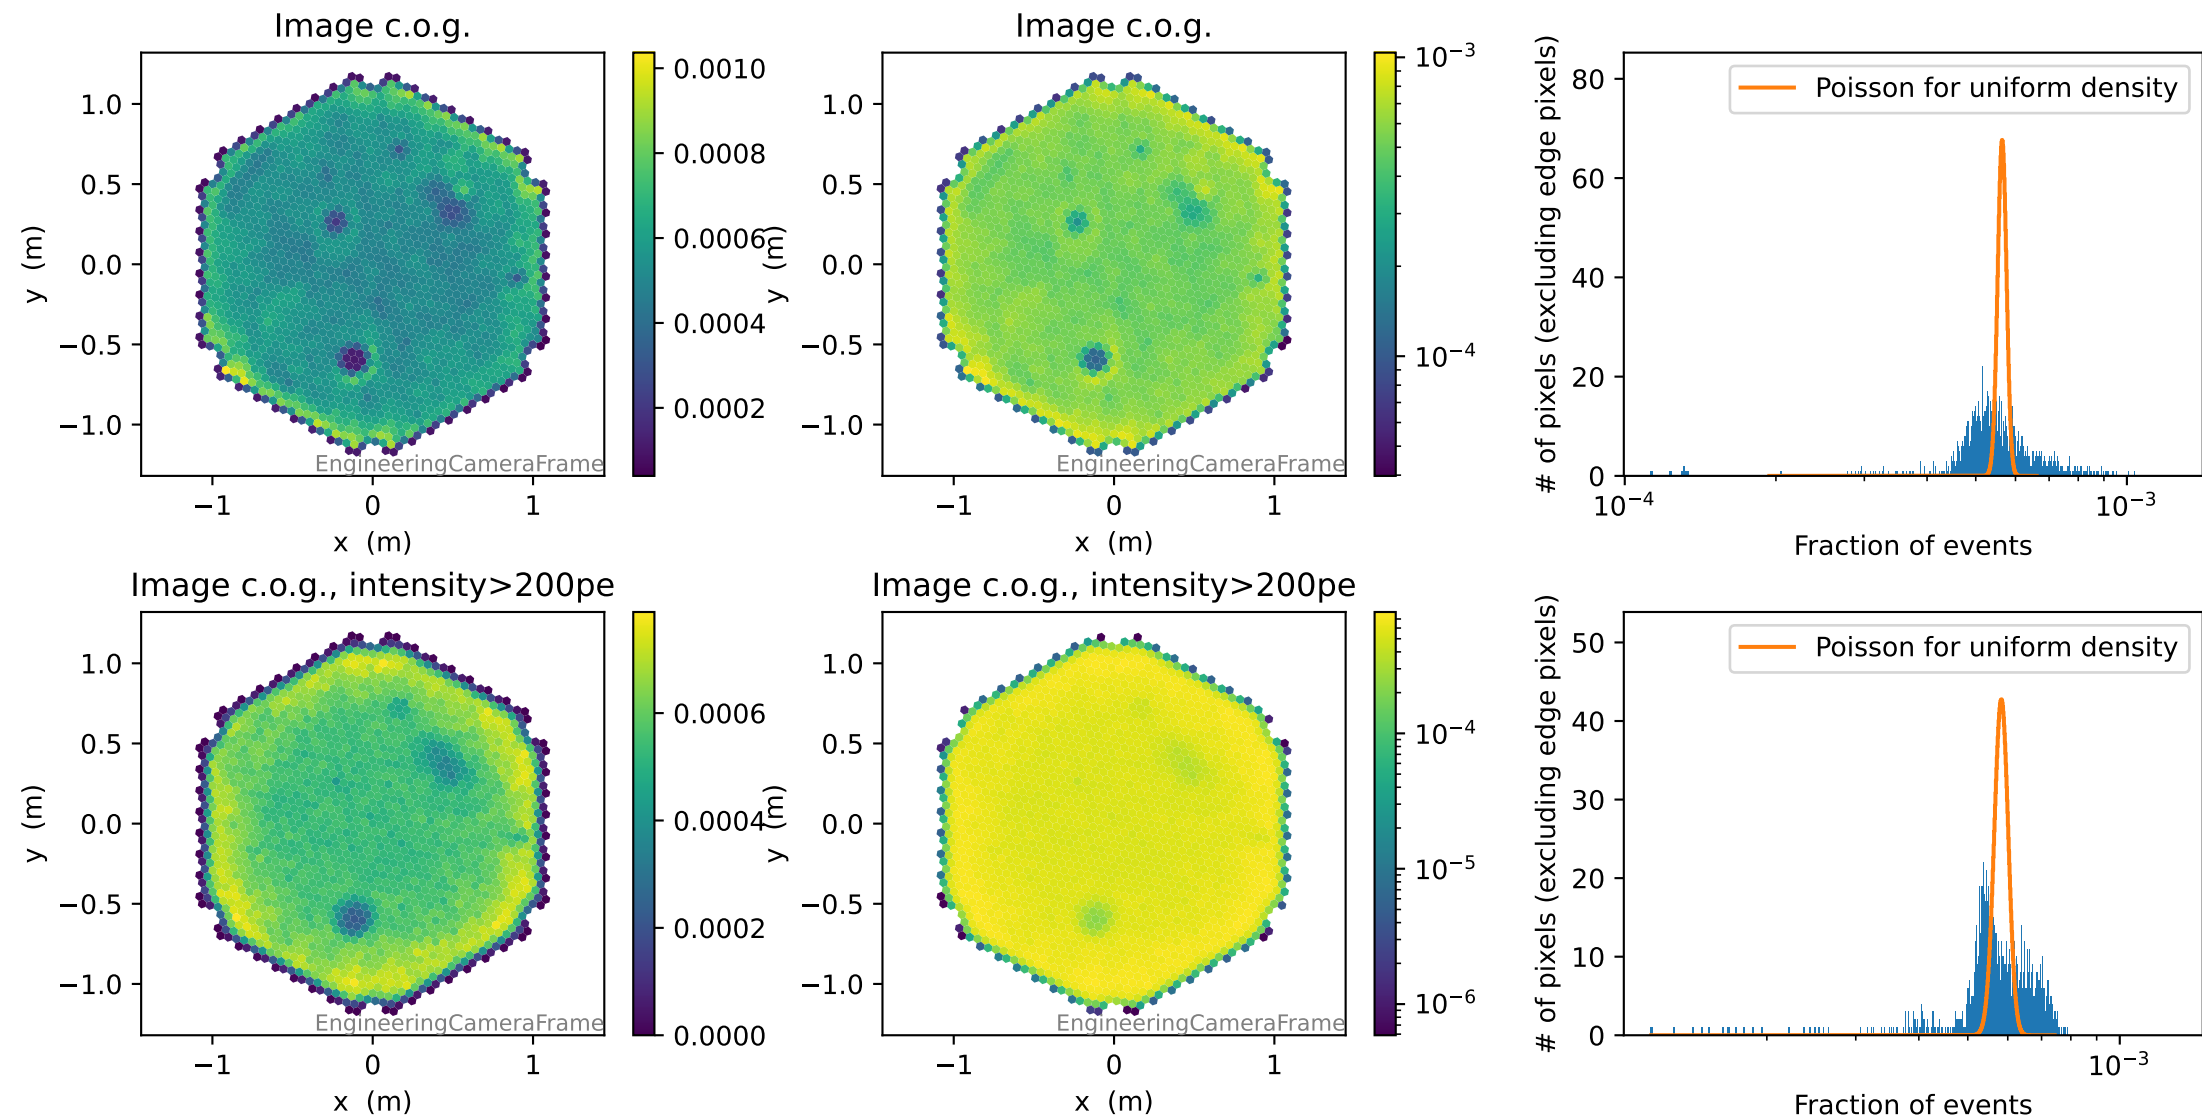 Image c.o.g.
1.0
0.5
0.0
−0.5
−1.0
y (m)
−1
0
1
x (m)
EngineeringCameraFrame
0.0010
0.0008
0.0006
0.0004
0.0002
Image c.o.g.
1.0
0.5
0.0
−0.5
−1.0
y (m)
−1
0
1
x (m)
EngineeringCameraFrame
10⁻³
10⁻⁴
# of pixels (excluding edge pixels)
80
60
40
20
0
Poisson for uniform density
10⁻⁴
10⁻³
Fraction of events
Image c.o.g., intensity>200pe
1.0
0.5
0.0
−0.5
−1.0
y (m)
−1
0
1
x (m)
EngineeringCameraFrame
0.0006
0.0004
0.0002
0.0000
Image c.o.g., intensity>200pe
1.0
0.5
0.0
−0.5
−1.0
y (m)
−1
0
1
x (m)
EngineeringCameraFrame
10⁻⁴
10⁻⁵
10⁻⁶
# of pixels (excluding edge pixels)
50
40
30
20
10
0
Poisson for uniform density
10⁻³
Fraction of events